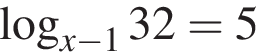 log_{x−1} 32 = 5